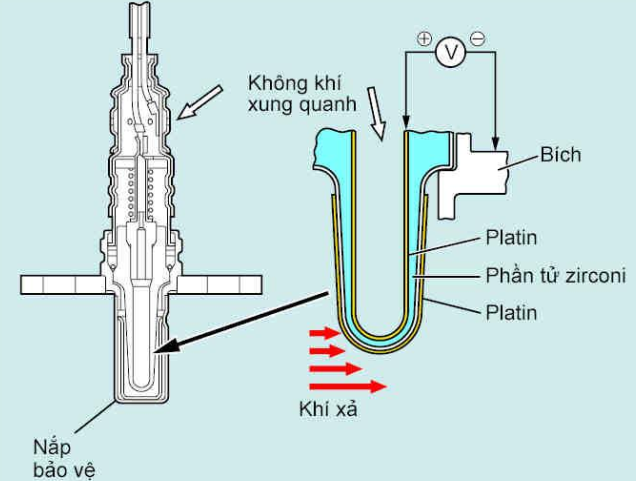 Không khí
xung quanh
+
V
−
Bích
Platin
Phần tử zirconi
Platin
Khí xả
Nắp
bảo vệ